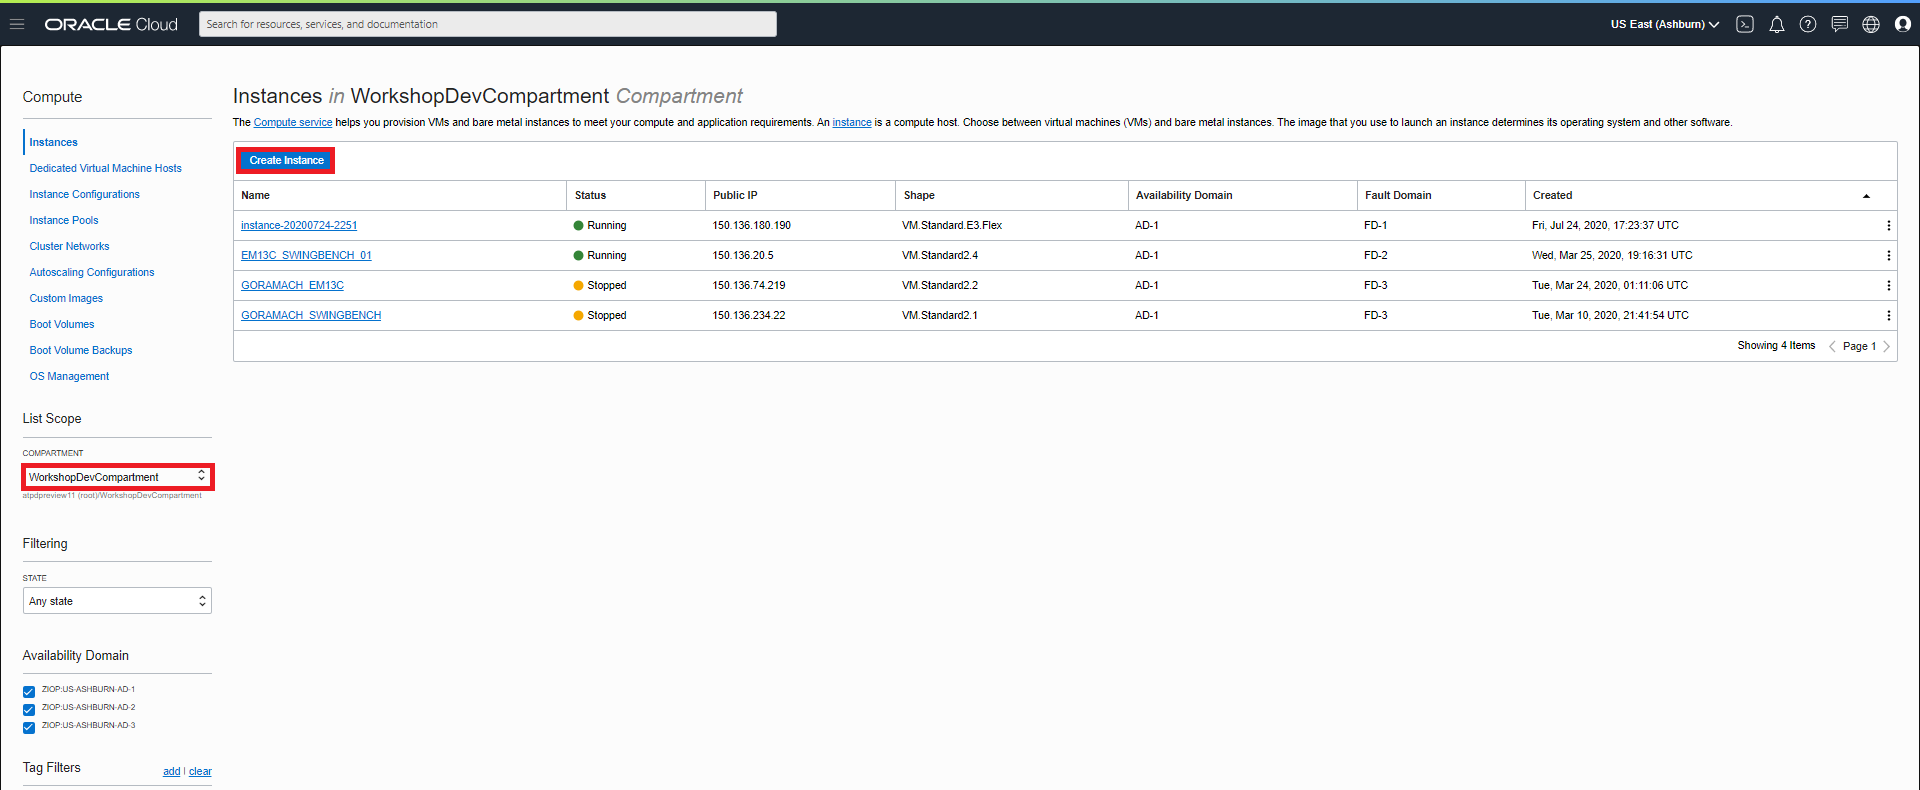 ORACLE Cloud
Search for resources, services, and documentation
US East (Ashburn)
Compute
Instances
Dedicated Virtual Machine Hosts
Instance Configurations
Instance Pools
Cluster Networks
Autoscaling Configurations
Custom Images
Boot Volumes
Boot Volume Backups
OS Management
List Scope
COMPARTMENT
WorkshopDevCompartment
atpdpreview11 (root)/WorkshopDevCompartment
Filtering
STATE
Any state
Availability Domain
ZIOP:US-ASHBURN-AD-1
ZIOP:US-ASHBURN-AD-2
ZIOP:US-ASHBURN-AD-3
Tag Filters add | clear
Instances in WorkshopDevCompartment Compartment
The Compute service helps you provision VMs and bare metal instances to meet your compute and application requirements. An instance is a compute host. Choose between virtual machines (VMs) and bare metal instances. The image that you use to launch an instance determines its operating system and other software.
Create Instance
Name Status Public IP Shape Availability Domain Fault Domain Created
instance-20200724-2251 Running 150.136.180.190 VM.Standard.E3.Flex AD-1 FD-1 Fri, Jul 24, 2020, 17:23:37 UTC
EM13C_SWINGBENCH_01 Running 150.136.20.5 VM.Standard2.4 AD-1 FD-2 Wed, Mar 25, 2020, 19:16:31 UTC
GORAMACH_EM13C Stopped 150.136.74.219 VM.Standard2.2 AD-1 FD-3 Tue, Mar 24, 2020, 01:11:06 UTC
GORAMACH_SWINGBENCH Stopped 150.136.234.22 VM.Standard2.1 AD-1 FD-3 Tue, Mar 10, 2020, 21:41:54 UTC
Showing 4 Items < Page 1 >